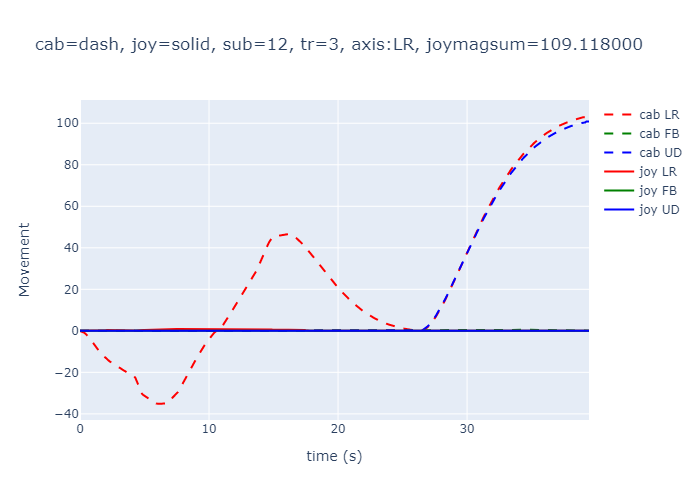 cab=dash, joy=solid, sub=12, tr=3, axis:LR, joymagsum=109.118000
cab LR
cab FB
cab UD
joy LR
joy FB
joy UD
Movement
100
80
60
40
20
0
−20
−40
0
10
20
30
time (s)